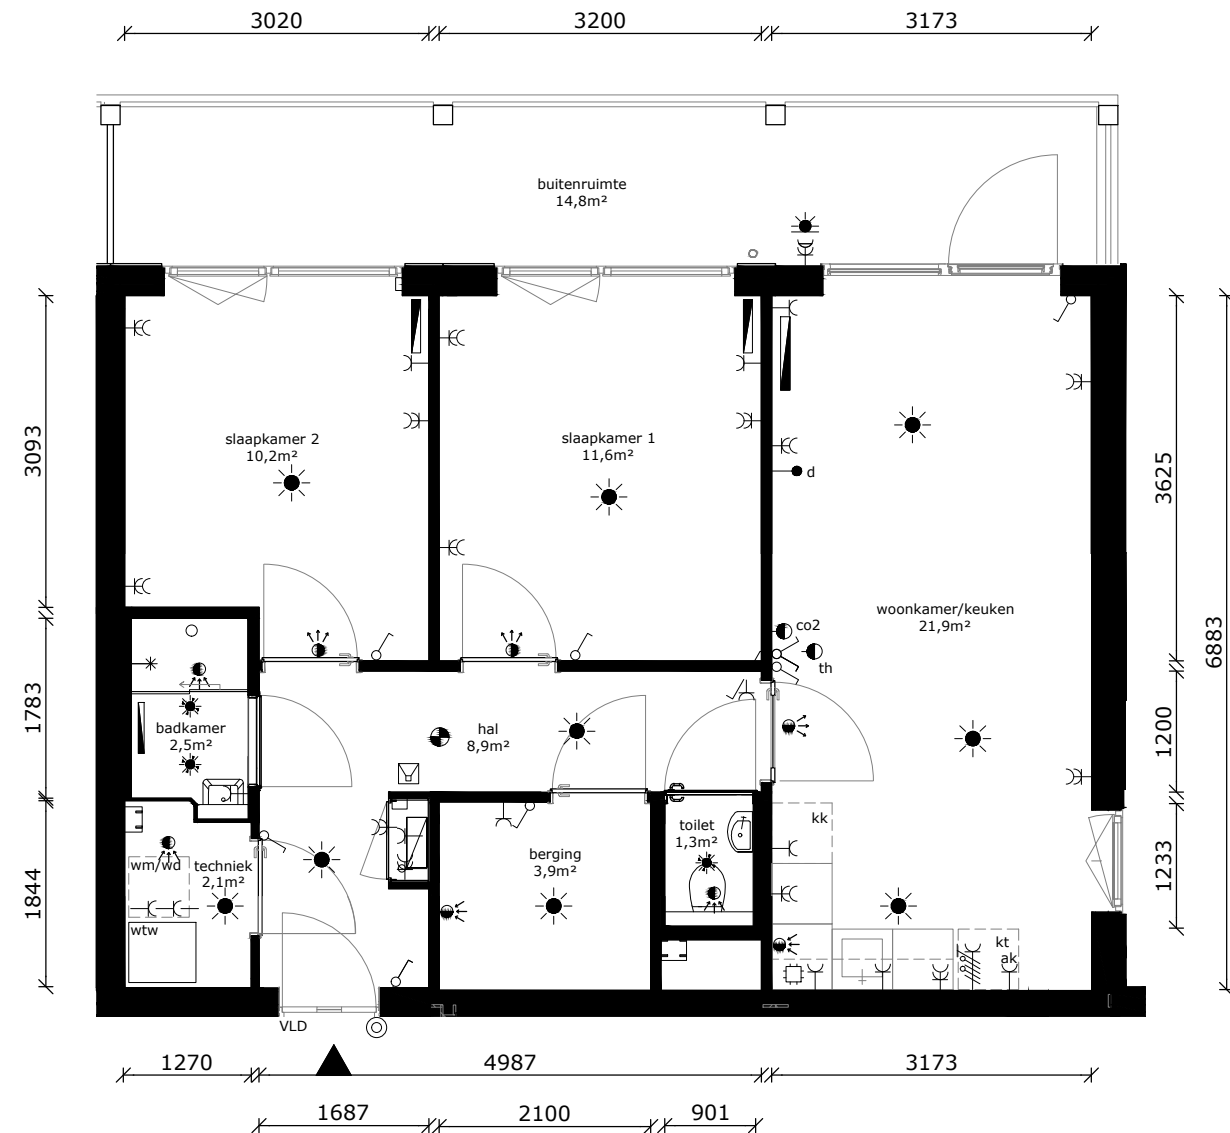 3020
3200
3173
buitenruimte
14,8m²
3093
slaapkamer 2
10,2m²
slaapkamer 1
11,6m²
d
3625
woonkamer/keuken
21,9m²
co2
th
6883
1783
badkamer
2,5m²
hal
8,9m²
1200
kk
toilet
1,3m²
berging
3,9m²
wm/wd
techniek
2,1m²
1844
1233
wtw
kt
ak
VLD
1270
4987
3173
1687
2100
901